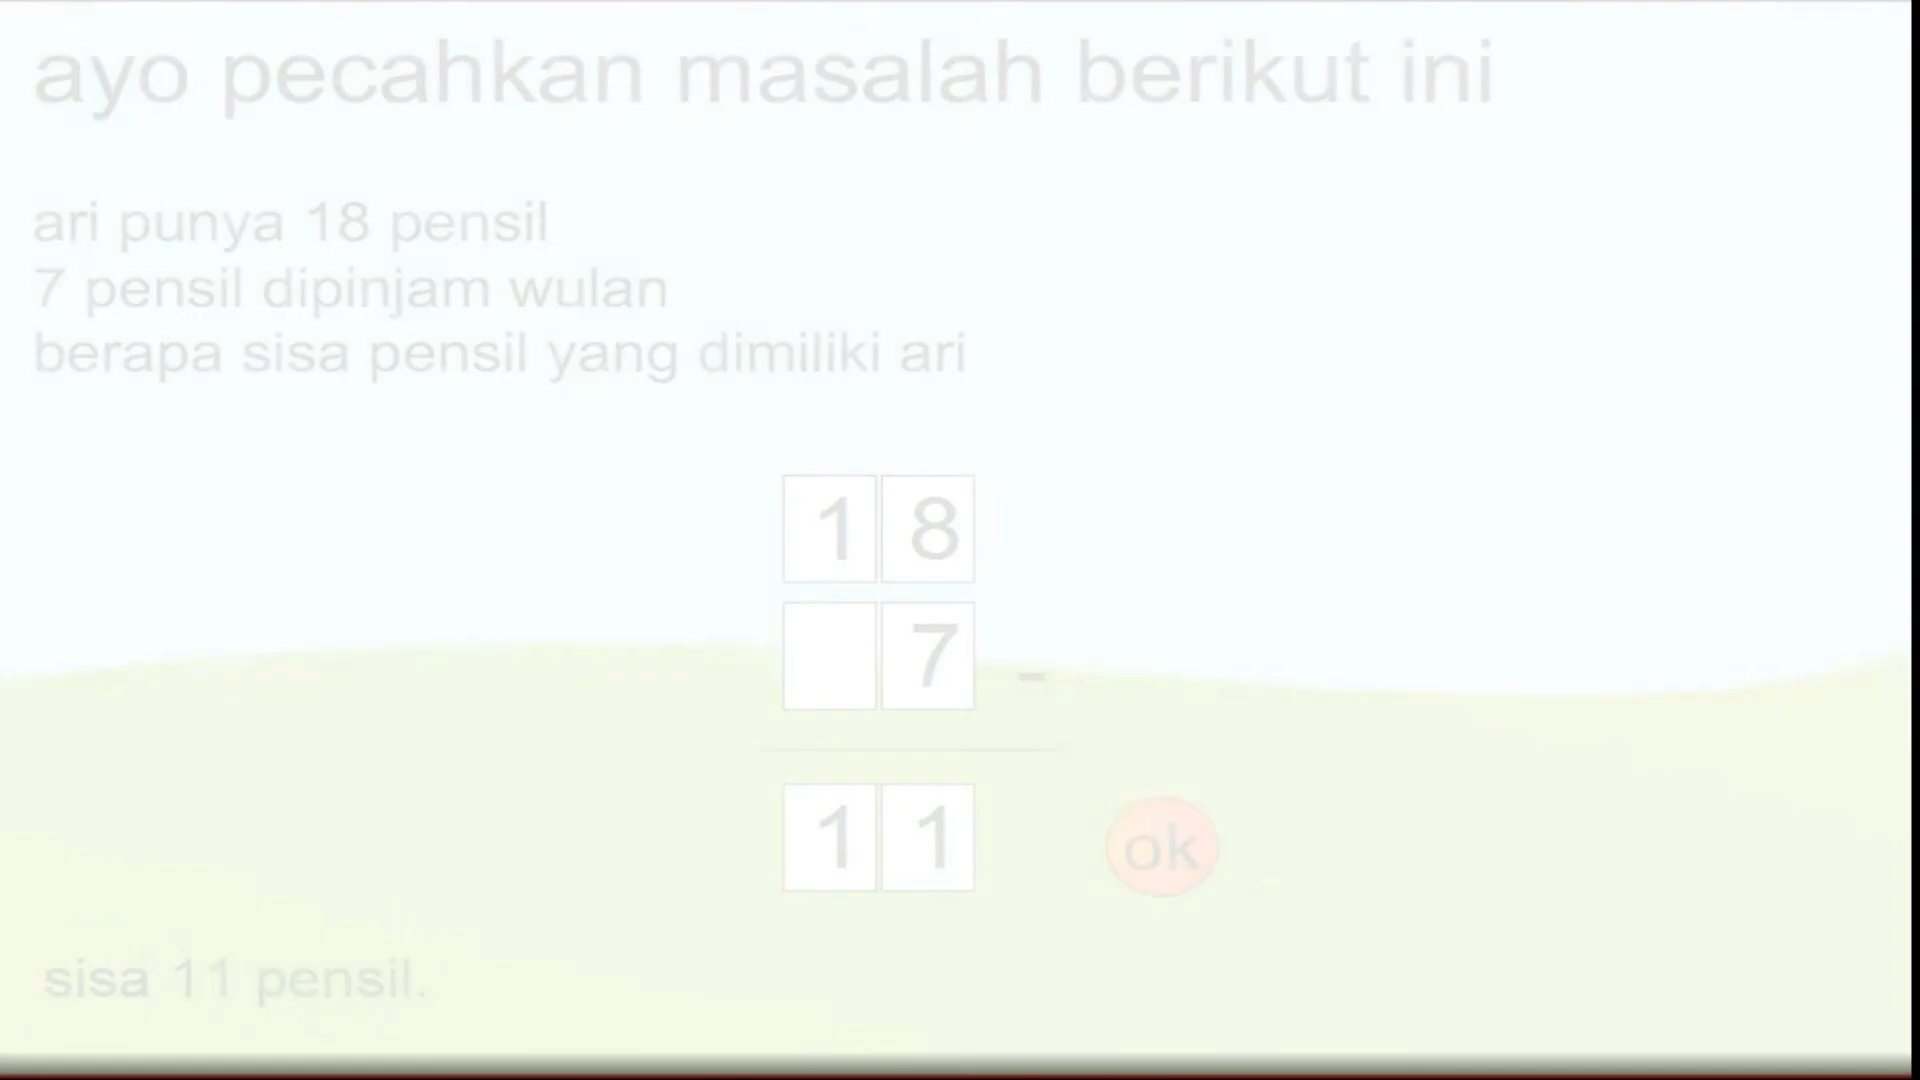 ayo pecahkan masalah berikut ini
ari punya 18 pensil
7 pensil dipinjam wulan
berapa sisa pensil yang dimiliki ari
1 8
7 -
1 1 ok
sisa 11 pensil.